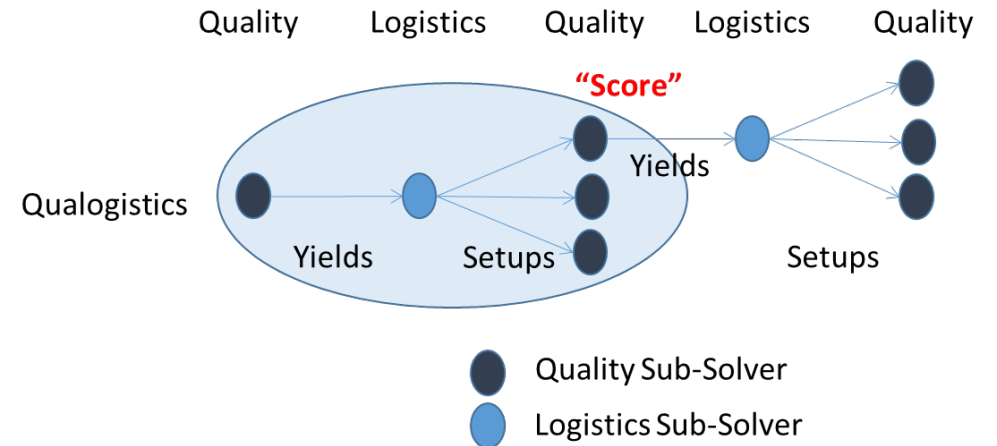 Quality Logistics Quality Logistics Quality
“Score”
Yields
Qualogistics
Yields Setups Setups
Quality Sub-Solver
Logistics Sub-Solver